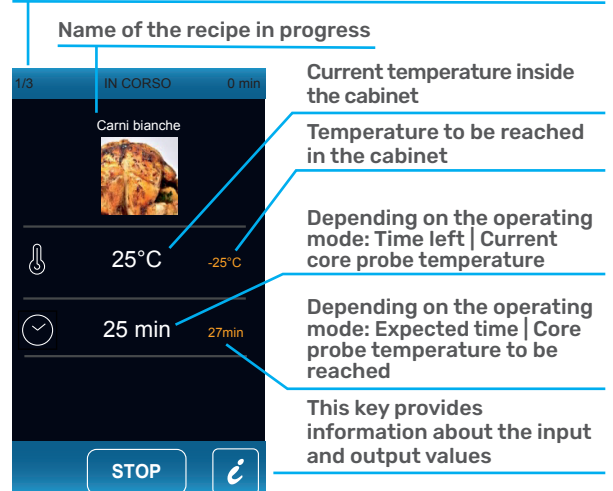 Name of the recipe in progress
1/3 IN CORSO 0 min
Carni bianche
25°C -25°C
25 min 27min
STOP i
Current temperature inside
the cabinet
Temperature to be reached
in the cabinet
Depending on the operating
mode: Time left | Current
core probe temperature
Depending on the operating
mode: Expected time | Core
probe temperature to be
reached
This key provides
information about the input
and output values